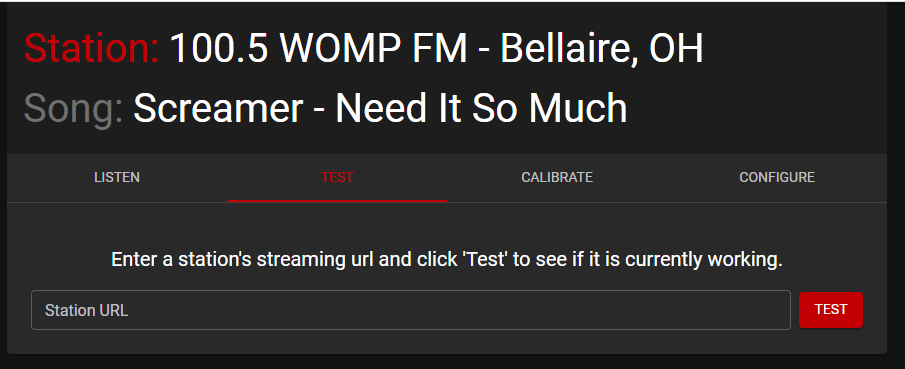 Station: 100.5 WOMP FM - Bellaire, OH
Song: Screamer - Need It So Much
LISTEN TEST CALIBRATE CONFIGURE
Enter a station's streaming url and click 'Test' to see if it is currently working.
Station URL TEST